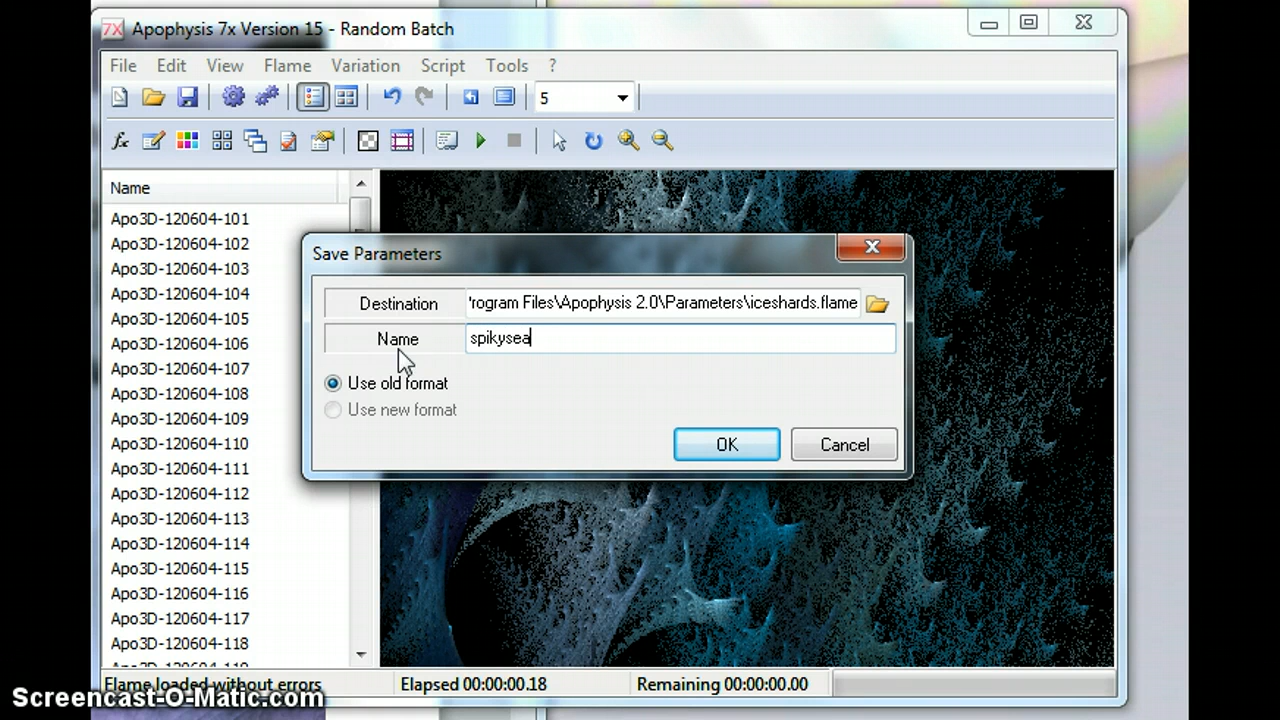 7X Apophysis 7x Version 15 - Random Batch
File Edit View Flame Variation Script Tools ?
5
Name
Apo3D-120604-101
Apo3D-120604-102
Apo3D-120604-103
Apo3D-120604-104
Apo3D-120604-105
Apo3D-120604-106
Apo3D-120604-107
Apo3D-120604-108
Apo3D-120604-109
Apo3D-120604-110
Apo3D-120604-111
Apo3D-120604-112
Apo3D-120604-113
Apo3D-120604-114
Apo3D-120604-115
Apo3D-120604-116
Apo3D-120604-117
Apo3D-120604-118
Save Parameters
Destination 'rogram Files\Apophysis 2.0\Parameters\iceshards.flame
Name spikysea
Use old format
Use new format
OK Cancel
Flame loaded without errors Elapsed 00:00:00.18 Remaining 00:00:00.00
Screencast-O-Matic.com